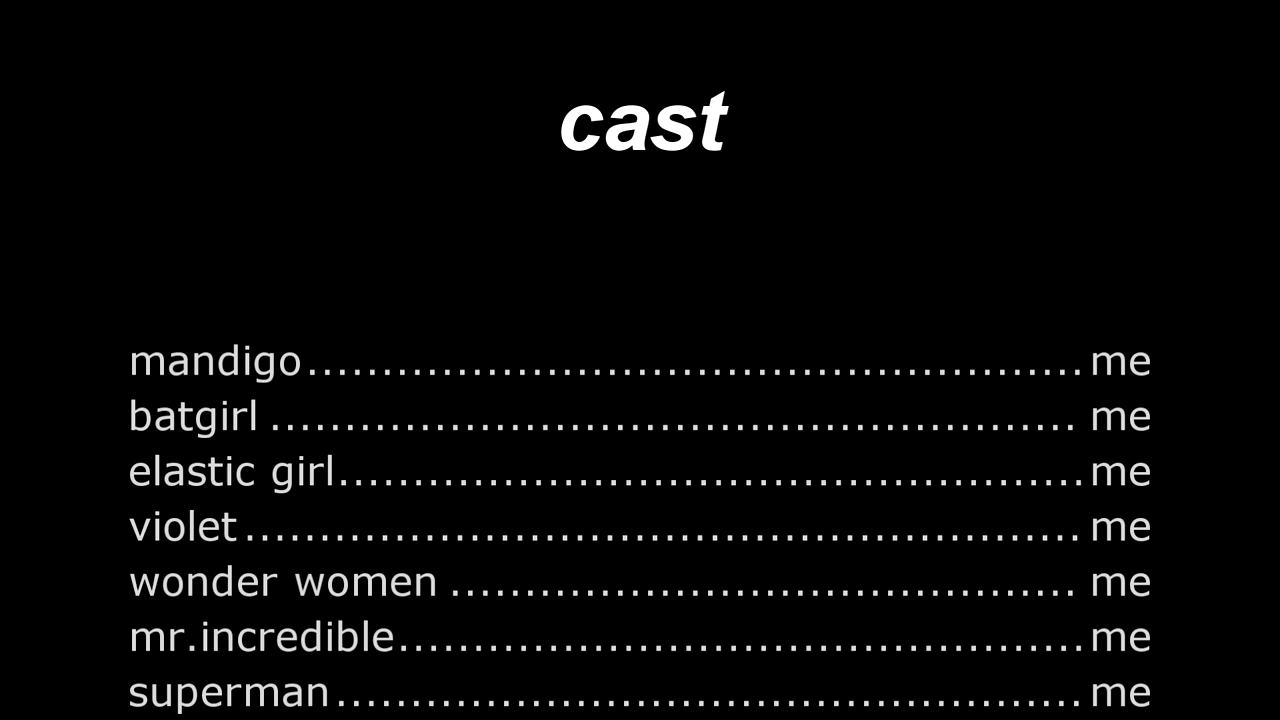 cast
mandigo....................................................me
batgirl ...................................................... me
elastic girl..................................................me
violet........................................................ me
wonder women .......................................... me
mr.incredible..............................................me
superman.................................................. me